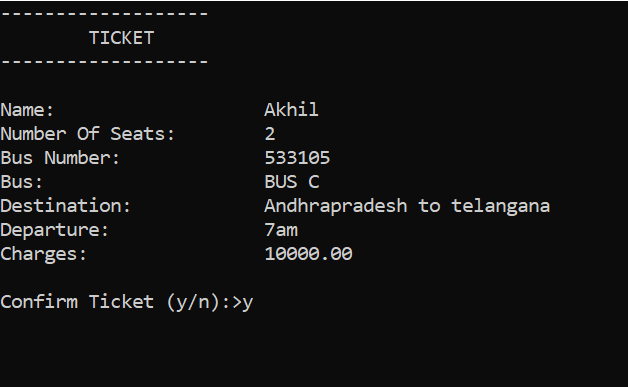 -------------------
TICKET
-------------------
Name: Akhil
Number Of Seats: 2
Bus Number: 533105
Bus: BUS C
Destination: Andhrapradesh to telangana
Departure: 7am
Charges: 10000.00
Confirm Ticket (y/n):>y